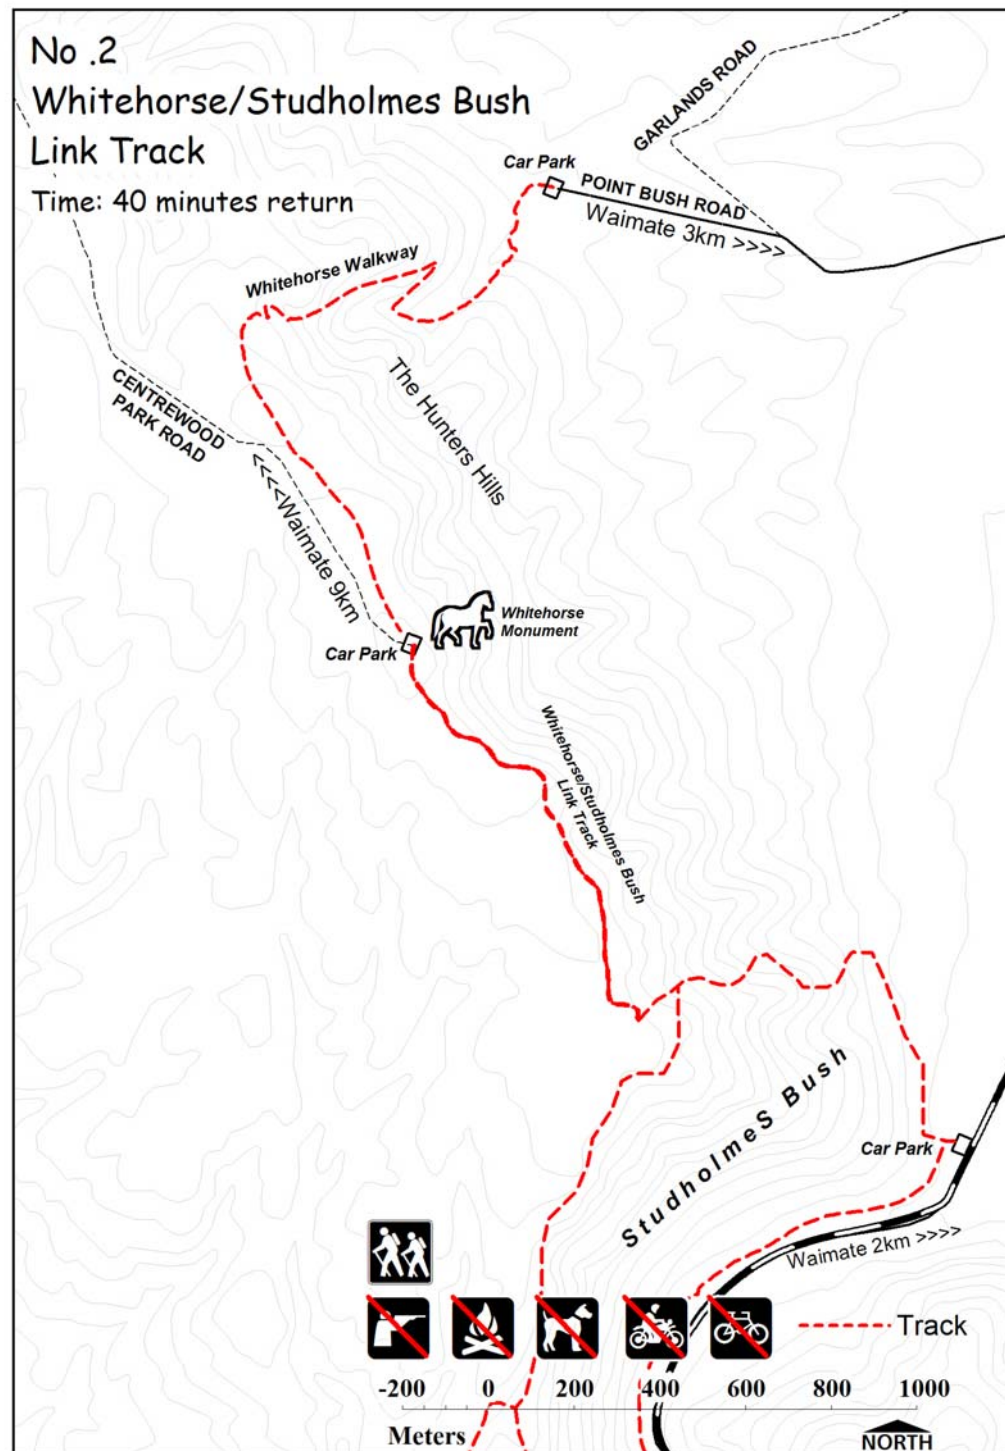 No .2
Whitehorse/Studholmes Bush
Link Track
Time: 40 minutes return
GARLANDS ROAD
Car Park
POINT BUSH ROAD
Waimate 3km >>>>
Whitehorse Walkway
The Hunters Hills
CENTREWOOD
PARK ROAD
<<<<Waimate 9km
Whitehorse
Monument
Car Park
Whitehorse/Studholmes Bush
Link Track
StudholmeS Bush
Car Park
Waimate 2km >>>>
Track
-200 0 200 400 600 800 1000
Meters
NORTH